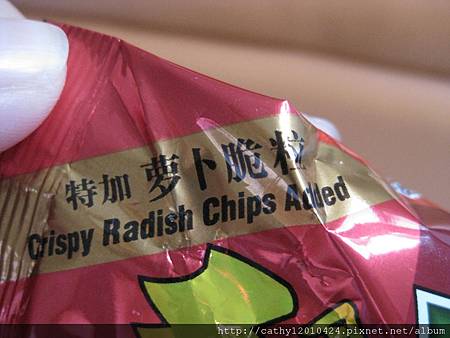 特加 萝卜脆粒
Crispy Radish Chips Added
http://cathy12010424.pixnet.net/album